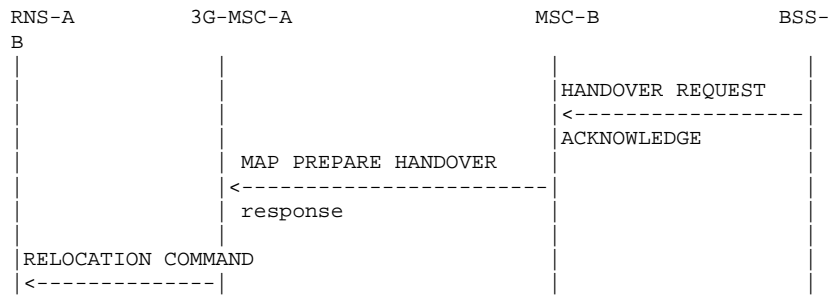 RNS-A 3G-MSC-A MSC-B BSS-
B
HANDOVER REQUEST
<------------------
ACKNOWLEDGE
MAP PREPARE HANDOVER
<------------------------
response
RELOCATION COMMAND
<--------------